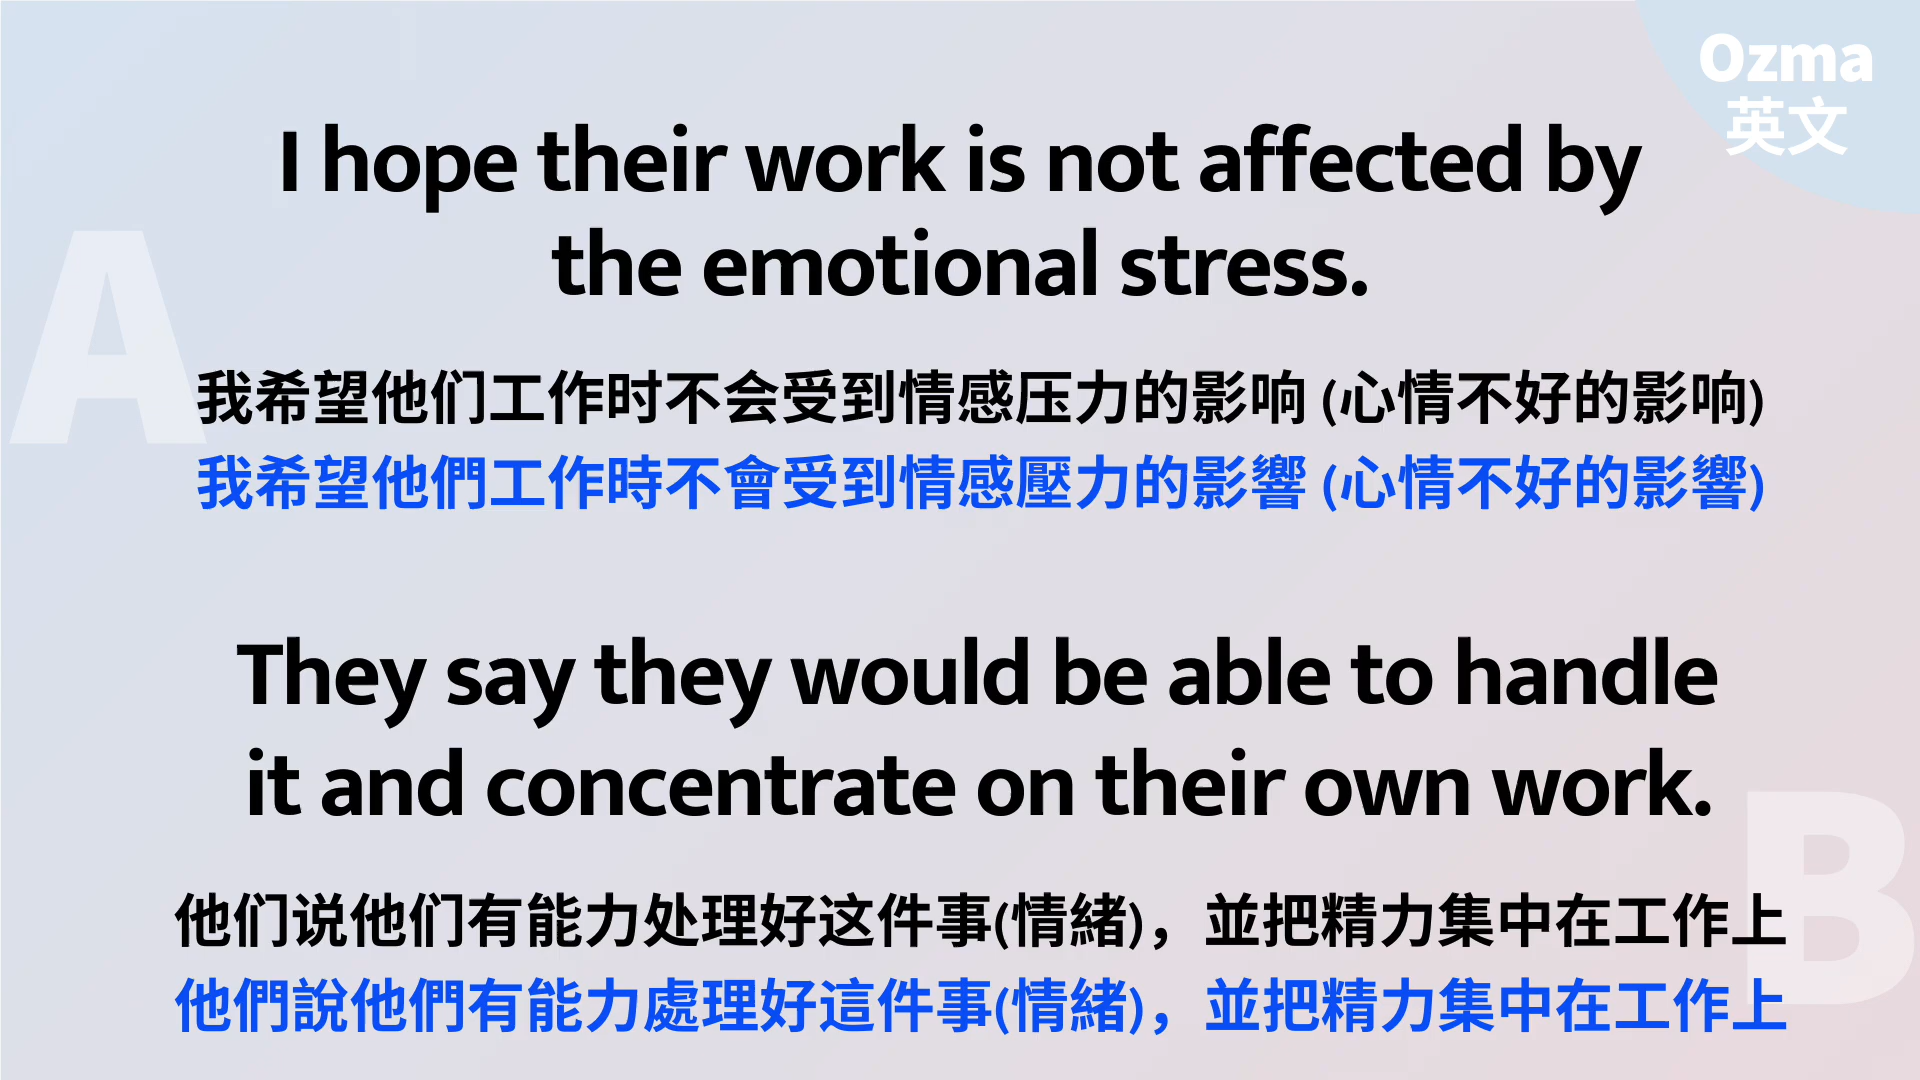 Ozma
英文
A
I hope their work is not affected by
the emotional stress.
我希望他们工作时不会受到情感压力的影响 (心情不好的影响)
我希望他們工作時不會受到情感壓力的影響 (心情不好的影響)
They say they would be able to handle
it and concentrate on their own work.
B
他们说他们有能力处理好这件事(情緒)，並把精力集中在工作上
他們說他們有能力處理好這件事(情緒)，並把精力集中在工作上